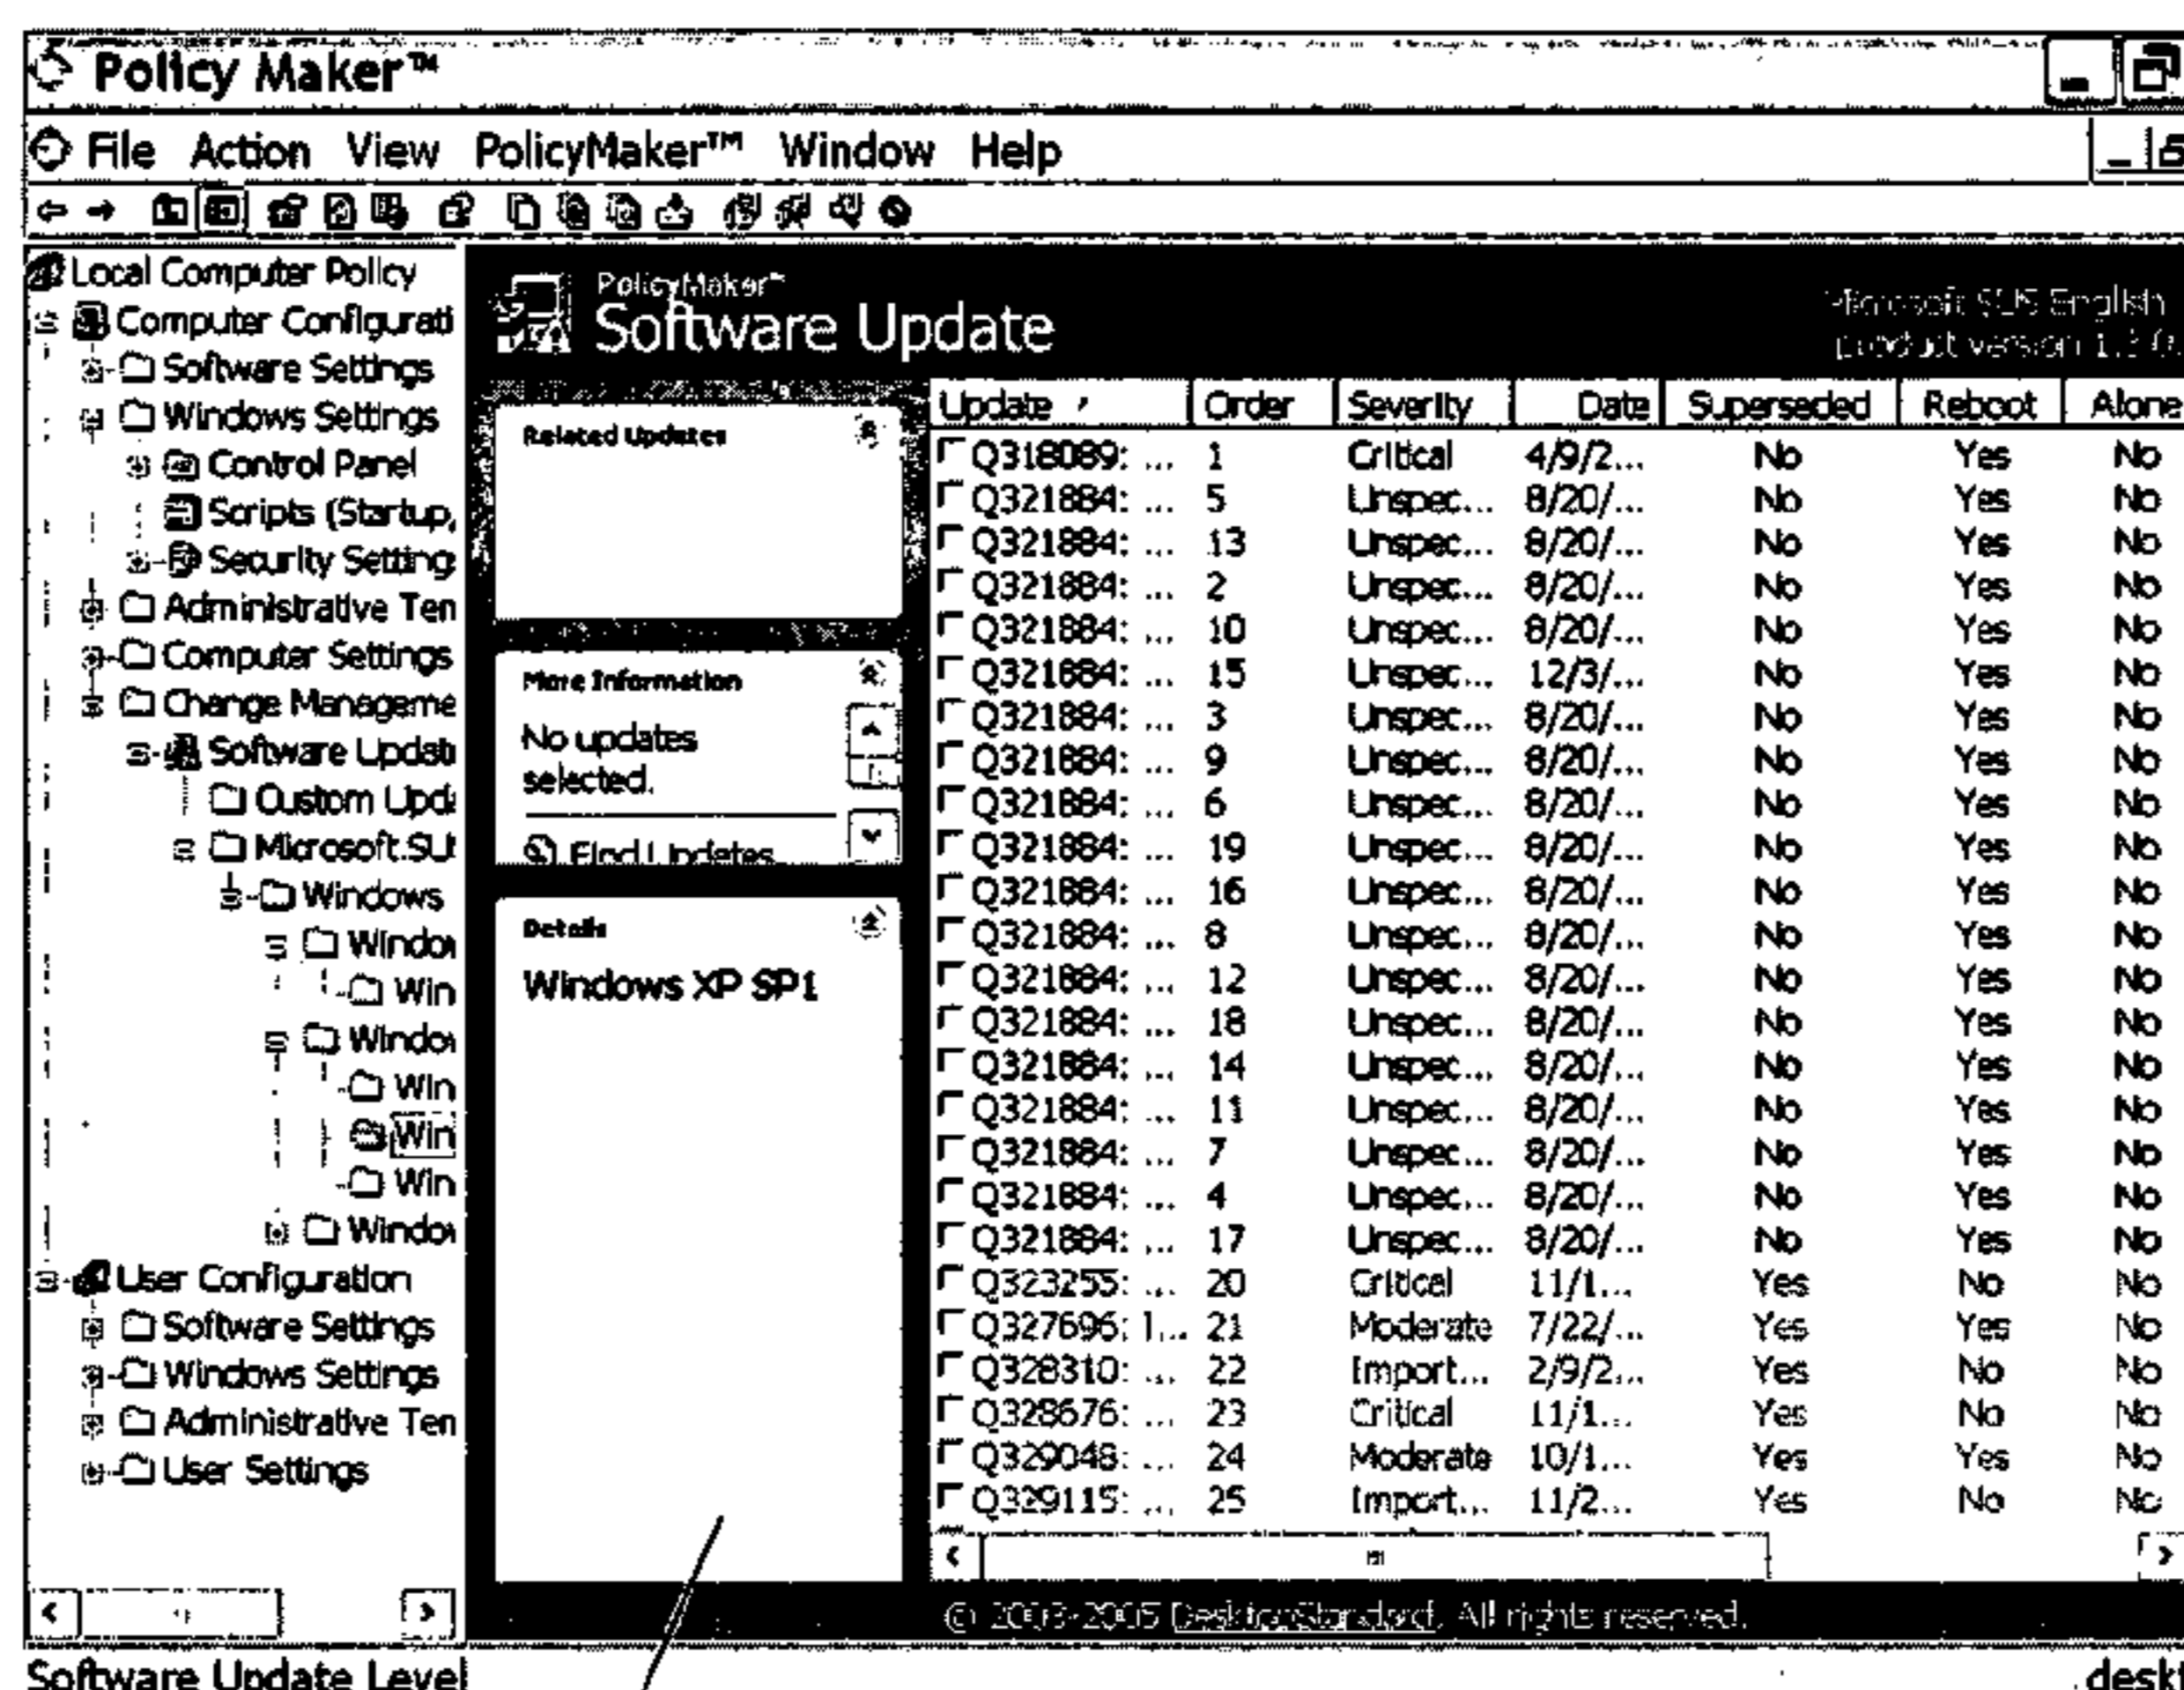 Policy Maker™
File Action View PolicyMaker™ Window Help
Local Computer Policy
Computer Configurati
Software Settings
Windows Settings
Control Panel
Scripts (Startup,
Security Setting
Administrative Ten
Computer Settings
Change Manageme
Software Updat
Custom Upd
Microsoft.SU
Windows
Window
Win
Window
Win
Win
Win
Window
User Configuration
Software Settings
Windows Settings
Administrative Ten
User Settings
PolicyMaker™
Software Update
Microsoft SUS English
product version 1.
Related Updates
More Information
No updates
selected.
Find Updates
Details
Windows XP SP1
Update Order Severity Date Superseded Reboot Alone
Q318089: ... 1 Critical 4/9/2... No Yes No
Q321884: ... 5 Unspec... 8/20/... No Yes No
Q321884: ... 13 Unspec... 8/20/... No Yes No
Q321884: ... 2 Unspec... 8/20/... No Yes No
Q321884: ... 10 Unspec... 8/20/... No Yes No
Q321884: ... 15 Unspec... 12/3/... No Yes No
Q321884: ... 3 Unspec... 8/20/... No Yes No
Q321884: ... 9 Unspec... 8/20/... No Yes No
Q321884: ... 6 Unspec... 8/20/... No Yes No
Q321884: ... 19 Unspec... 8/20/... No Yes No
Q321884: ... 16 Unspec... 8/20/... No Yes No
Q321884: ... 8 Unspec... 8/20/... No Yes No
Q321884: ... 12 Unspec... 8/20/... No Yes No
Q321884: ... 18 Unspec... 8/20/... No Yes No
Q321884: ... 14 Unspec... 8/20/... No Yes No
Q321884: ... 11 Unspec... 8/20/... No Yes No
Q321884: ... 7 Unspec... 8/20/... No Yes No
Q321884: ... 4 Unspec... 8/20/... No Yes No
Q321884: ... 17 Unspec... 8/20/... No Yes No
Q323255: ... 20 Critical 11/1... Yes No No
Q327696: I... 21 Moderate 7/22/... Yes Yes No
Q328310: ... 22 Import... 2/9/2... Yes No No
Q328676: ... 23 Critical 11/1... Yes No No
Q329048: ... 24 Moderate 10/1... Yes Yes No
Q329115: ... 25 Import... 11/2... Yes No No
© 2003-2005 DesktopStandard. All rights reserved.
Software Update Level
deskt